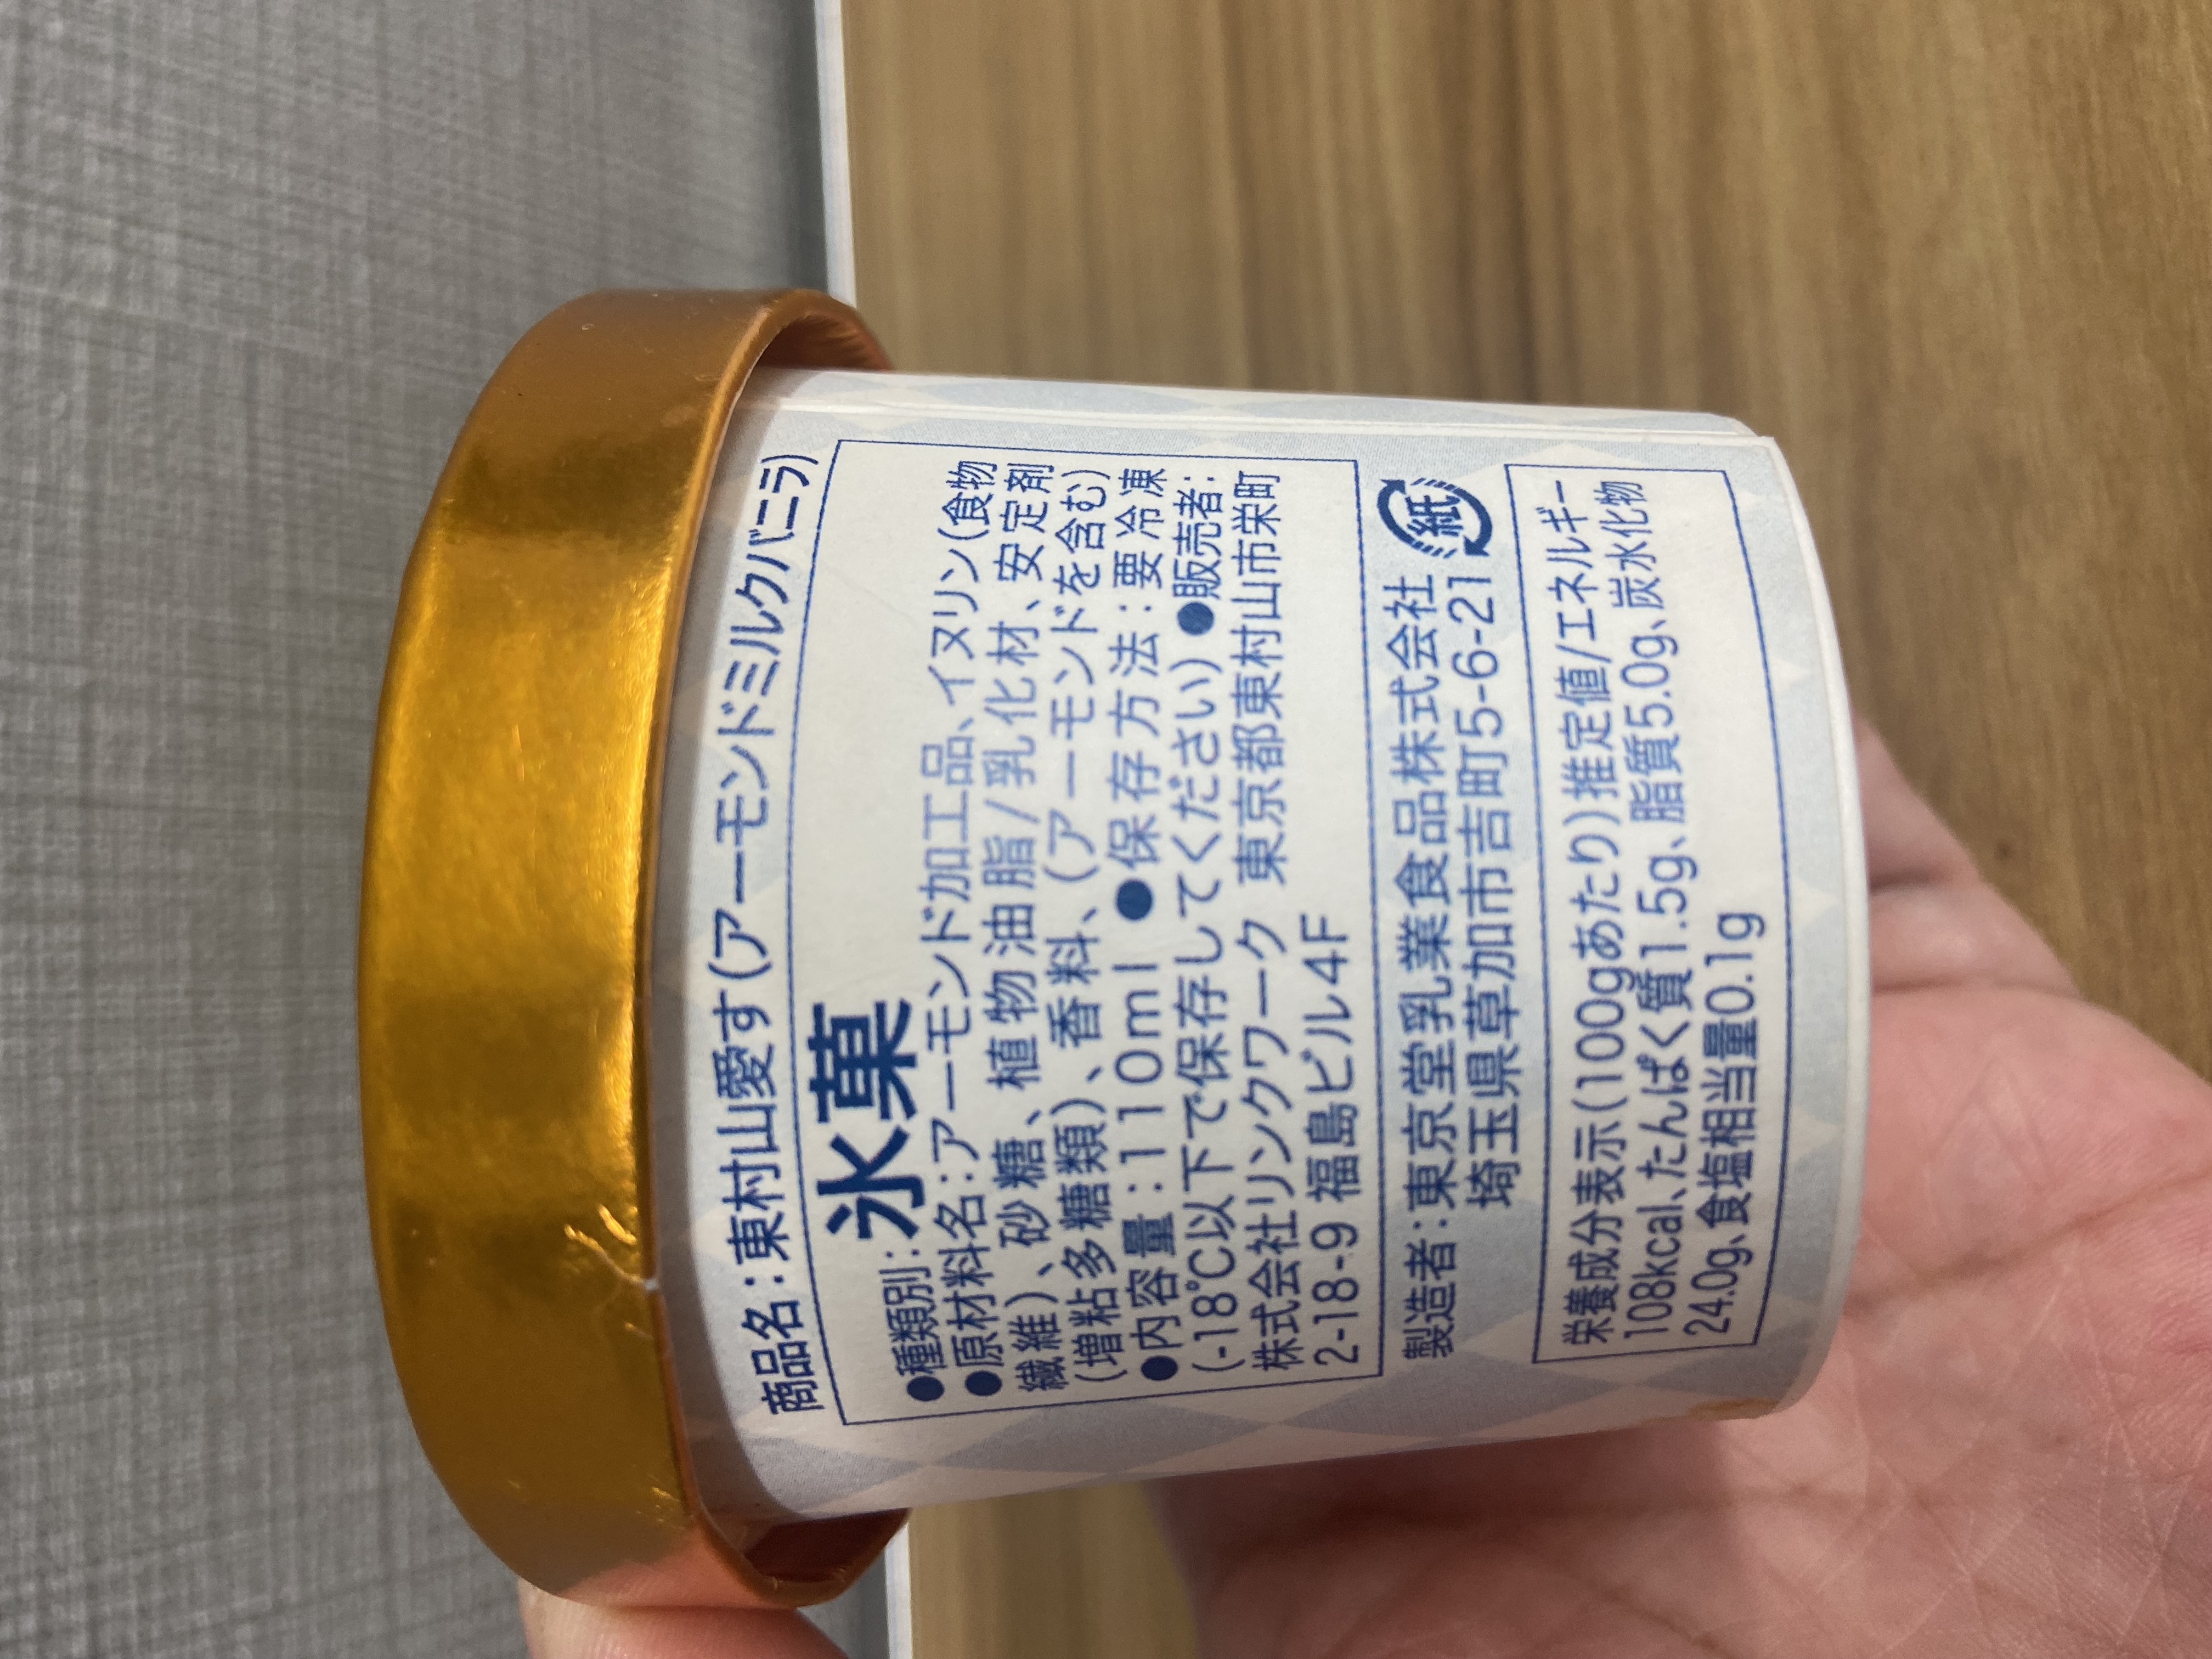 商品名：東村山愛す(アーモンドミルクバニラ)
●種類別：氷菓
●原材料名：アーモンド加工品、イヌリン(食物
繊維)、砂糖、植物油脂/乳化材、安定剤
(増粘多糖類)、香料、(アーモンドを含む)
●内容量：110ml ●保存方法：要冷凍
(-18℃以下で保存してください) ●販売者：
株式会社リンクワーク 東京都東村山市栄町
2-18-9 福島ビル4F
製造者：東京堂乳業食品株式会社
埼玉県草加市吉町5-6-21
紙
栄養成分表示(100gあたり)推定値/エネルギー
108kcal、たんぱく質1.5g、脂質5.0g、炭水化物
24.0g、食塩相当量0.1g